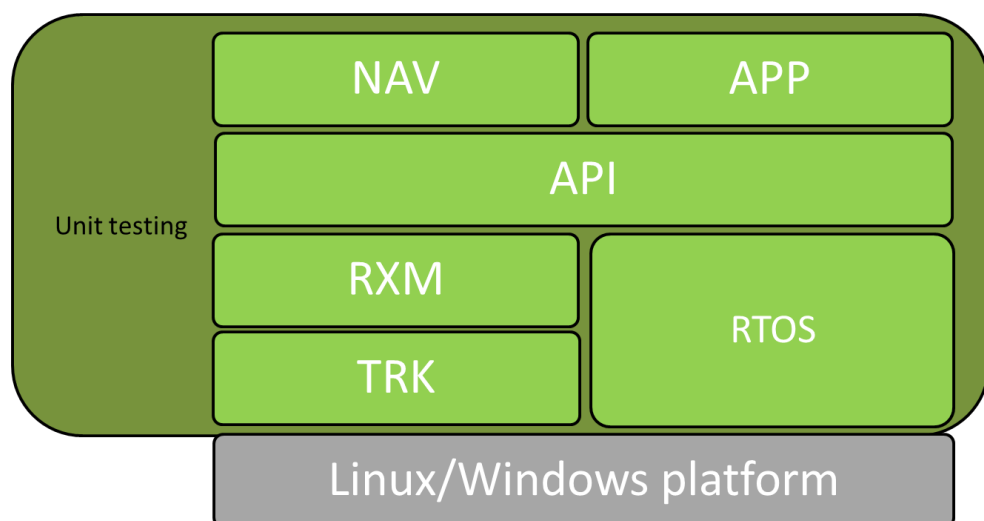 NAV
APP
API
Unit testing
RXM
RTOS
TRK
Linux/Windows platform